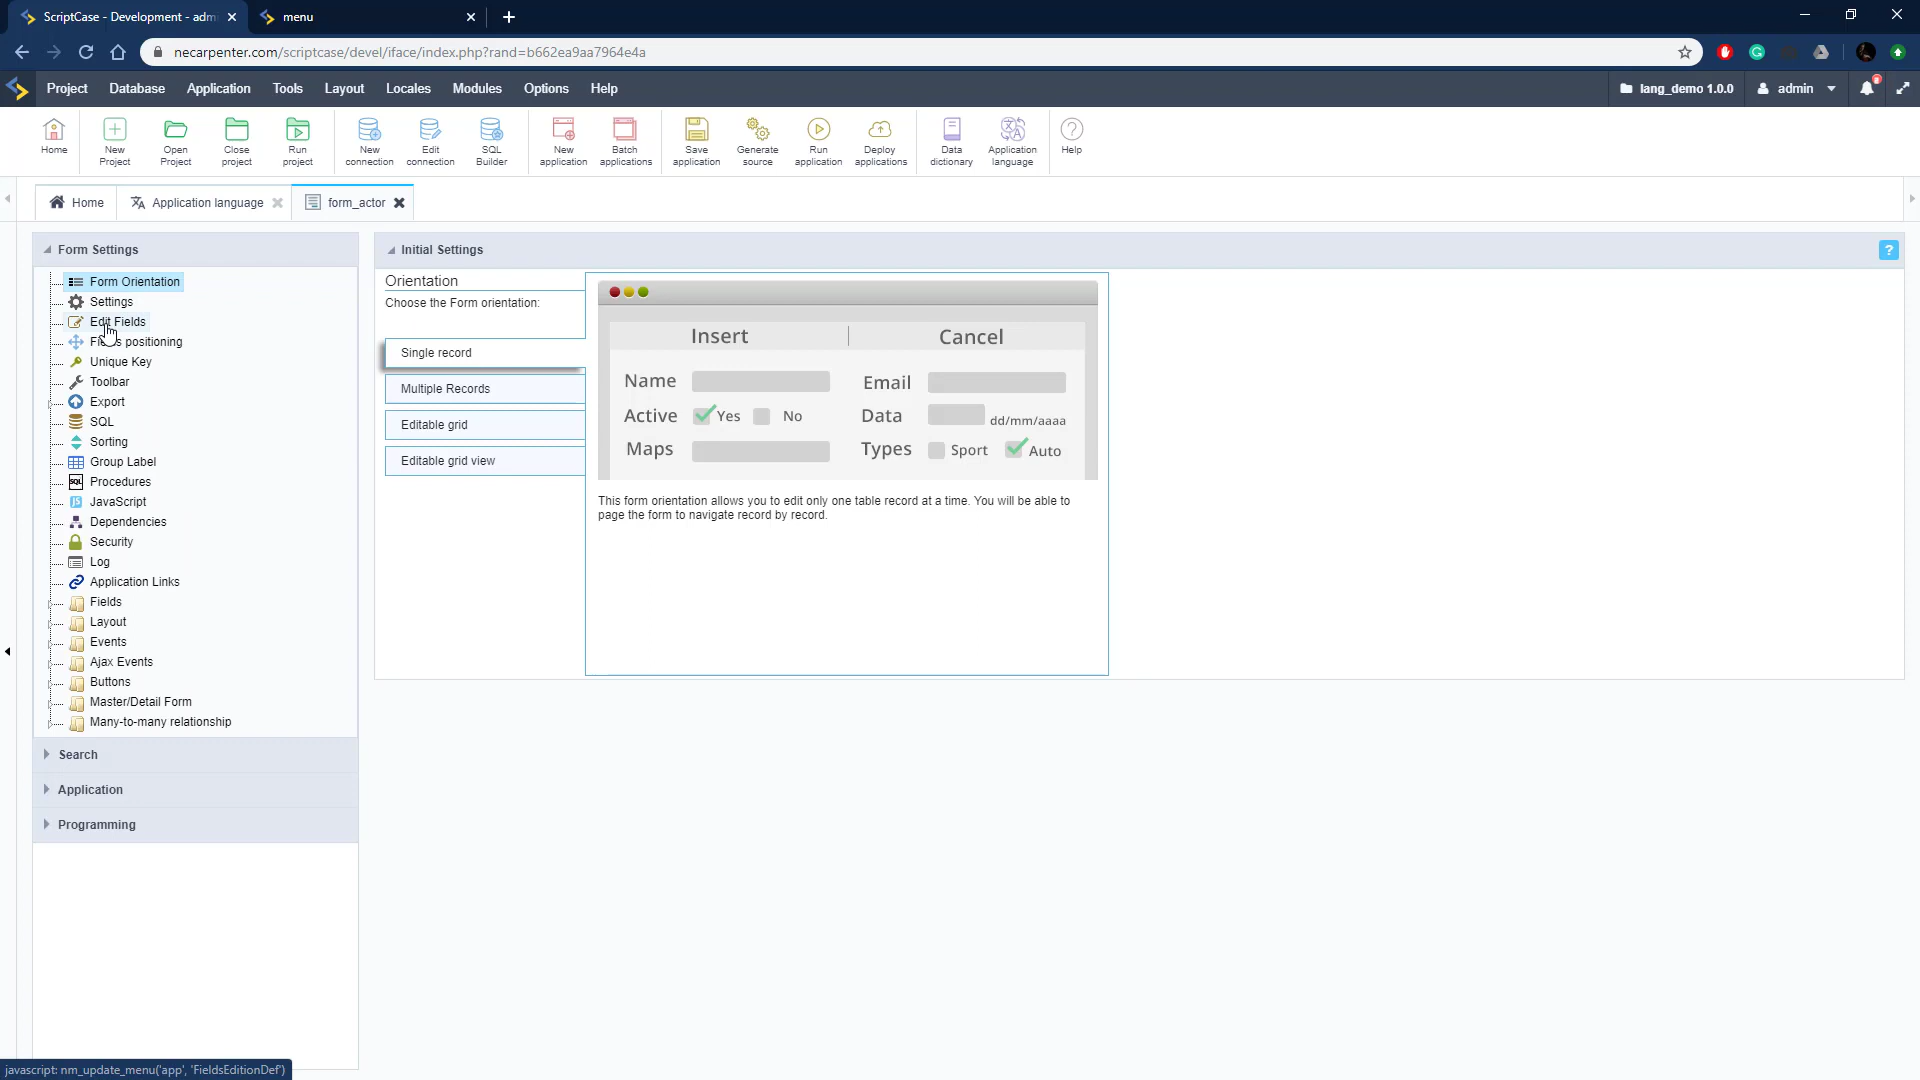 ScriptCase - Development - adm
menu
necarpenter.com/scriptcase/devel/iface/index.php?rand=b662ea9aa7964e4a
Project Database Application Tools Layout Locales Modules Options Help
lang_demo 1.0.0 admin
Home
New Project
Open Project
Close project
Run project
New connection
Edit connection
SQL Builder
New application
Batch applications
Save application
Generate source
Run application
Deploy applications
Data dictionary
Application language
Help
Home Application language form_actor
Form Settings
Form Orientation
Settings
Edit Fields
Fields positioning
Unique Key
Toolbar
Export
SQL
Sorting
Group Label
Procedures
JavaScript
Dependencies
Security
Log
Application Links
Fields
Layout
Events
Ajax Events
Buttons
Master/Detail Form
Many-to-many relationship
Search
Application
Programming
Initial Settings ?
Orientation
Choose the Form orientation:
Single record
Multiple Records
Editable grid
Editable grid view
Insert Cancel
Name Email
Active Yes No Data dd/mm/aaaa
Maps Types Sport Auto
This form orientation allows you to edit only one table record at a time. You will be able to
page the form to navigate record by record.
javascript: nm_update_menu('app', 'FieldsEditionDef')